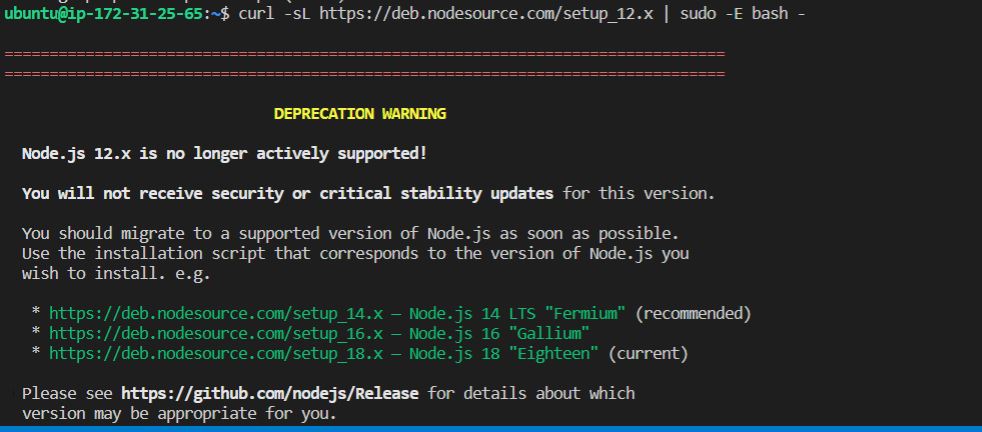 ubuntu@ip-172-31-25-65:~$ curl -sL https://deb.nodesource.com/setup_12.x | sudo -E bash -
================================================================================
================================================================================
DEPRECATION WARNING
Node.js 12.x is no longer actively supported!
You will not receive security or critical stability updates for this version.
You should migrate to a supported version of Node.js as soon as possible.
Use the installation script that corresponds to the version of Node.js you
wish to install. e.g.
* https://deb.nodesource.com/setup_14.x — Node.js 14 LTS "Fermium" (recommended)
* https://deb.nodesource.com/setup_16.x — Node.js 16 "Gallium"
* https://deb.nodesource.com/setup_18.x — Node.js 18 "Eighteen" (current)
Please see https://github.com/nodejs/Release for details about which
version may be appropriate for you.